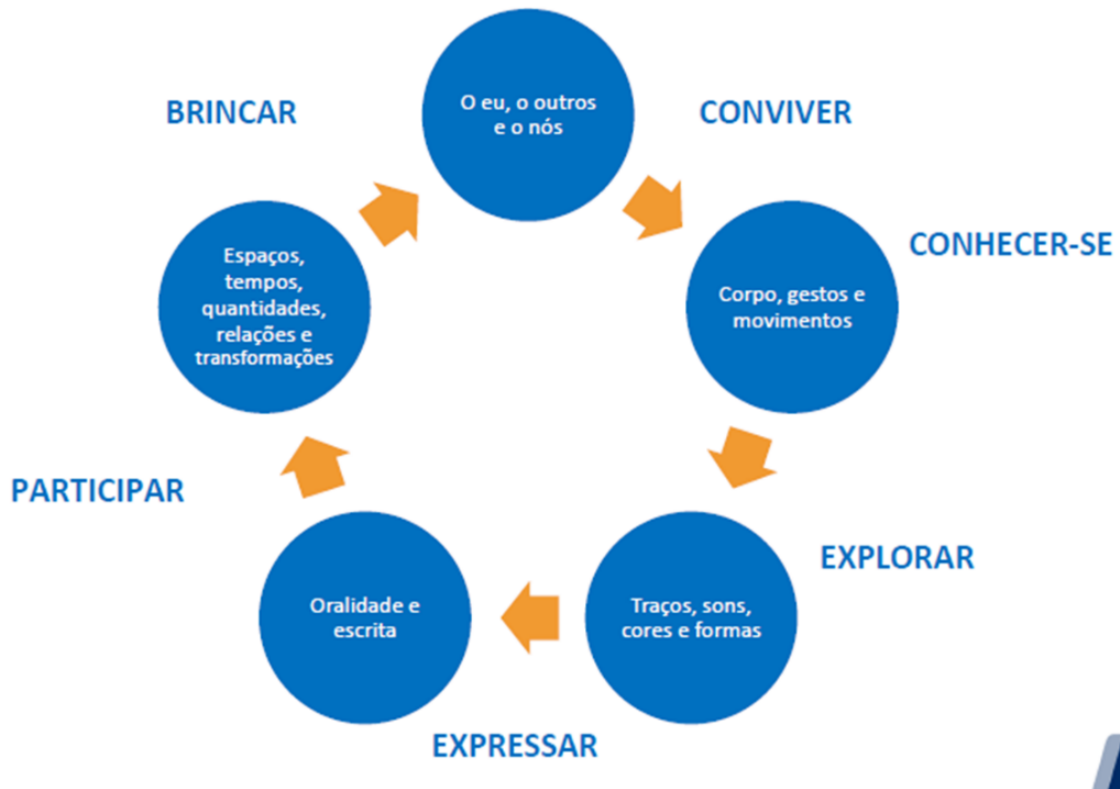 O eu, o outros
e o nós
BRINCAR
CONVIVER
CONHECER-SE
Corpo, gestos e
movimentos
EXPLORAR
Traços, sons,
cores e formas
EXPRESSAR
Oralidade e
escrita
PARTICIPAR
Espaços,
tempos,
quantidades,
relações e
transformações